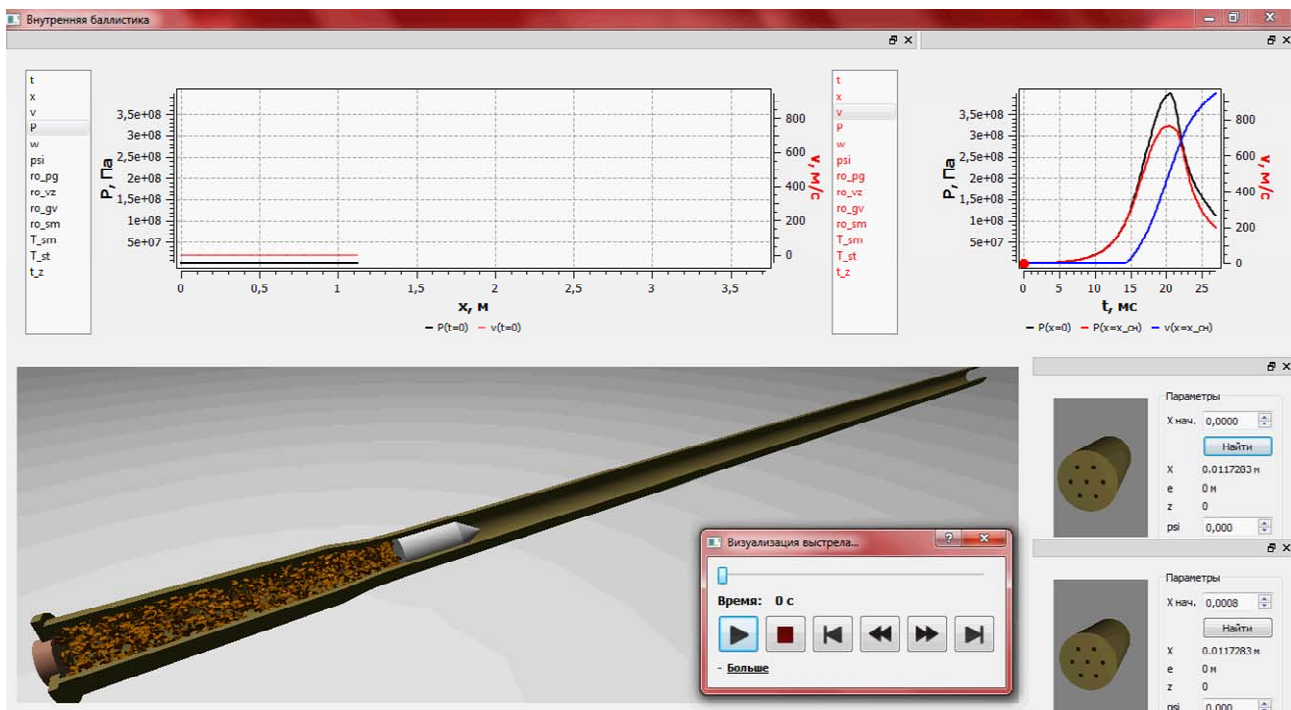 Внутренняя баллистика
t
x
v
P
w
psi
ro_pg
ro_vz
ro_gv
ro_sm
T_sm
T_st
t_z
P, Па
3,5e+08
3e+08
2,5e+08
2e+08
1,5e+08
1e+08
5e+07
0
0,5
1
1,5
2
2,5
3
3,5
x, м
800
600
400
200
0
v, м/с
P(t=0) v(t=0)
t
x
v
P
w
psi
ro_pg
ro_vz
ro_gv
ro_sm
T_sm
T_st
t_z
P, Па
3,5e+08
3e+08
2,5e+08
2e+08
1,5e+08
1e+08
5e+07
0
5
10
15
20
25
t, мс
800
600
400
200
0
v, м/с
P(x=0) P(x=x_сн) v(x=x_сн)
Параметры
X нач. 0,0000
Найти
X 0.0117283 м
e 0 м
z 0
psi 0,000
Параметры
X нач. 0,0008
Найти
X 0.0117283 м
e 0 м
z 0
psi 0,000
Визуализация выстрела...
Время: 0 с
- Больше